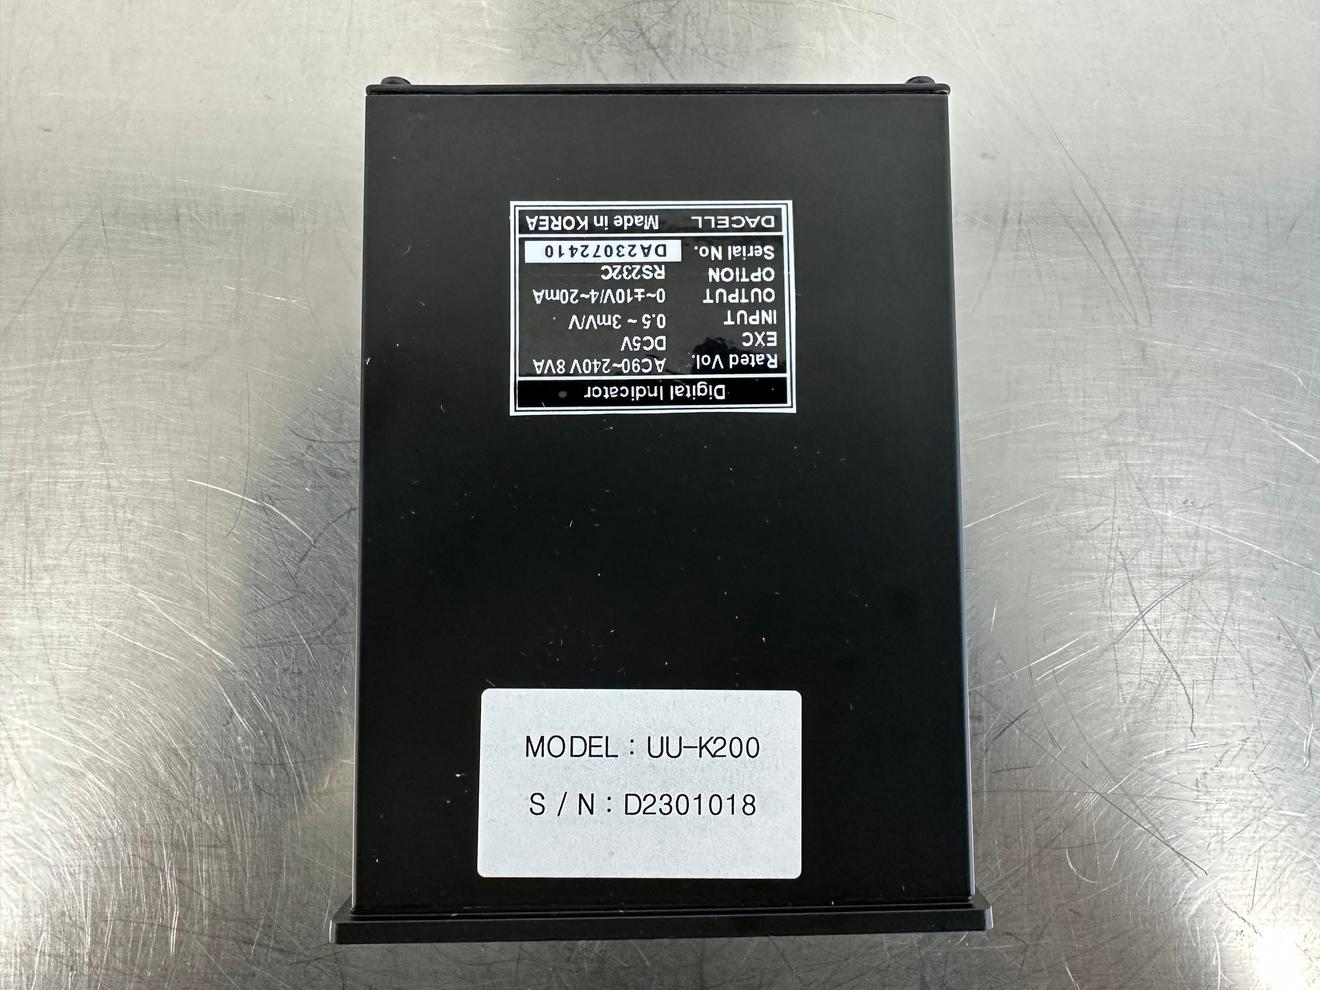 Digital Indicator
Rated Vol. AC90~240V 8VA
EXC DC5V
INPUT 0.5 ~ 3mV/V
OUTPUT 0~±10V/4~20mA
OPTION RS232C
Serial No. DA23072410
DACELL Made in KOREA
MODEL : UU-K200
S / N : D2301018